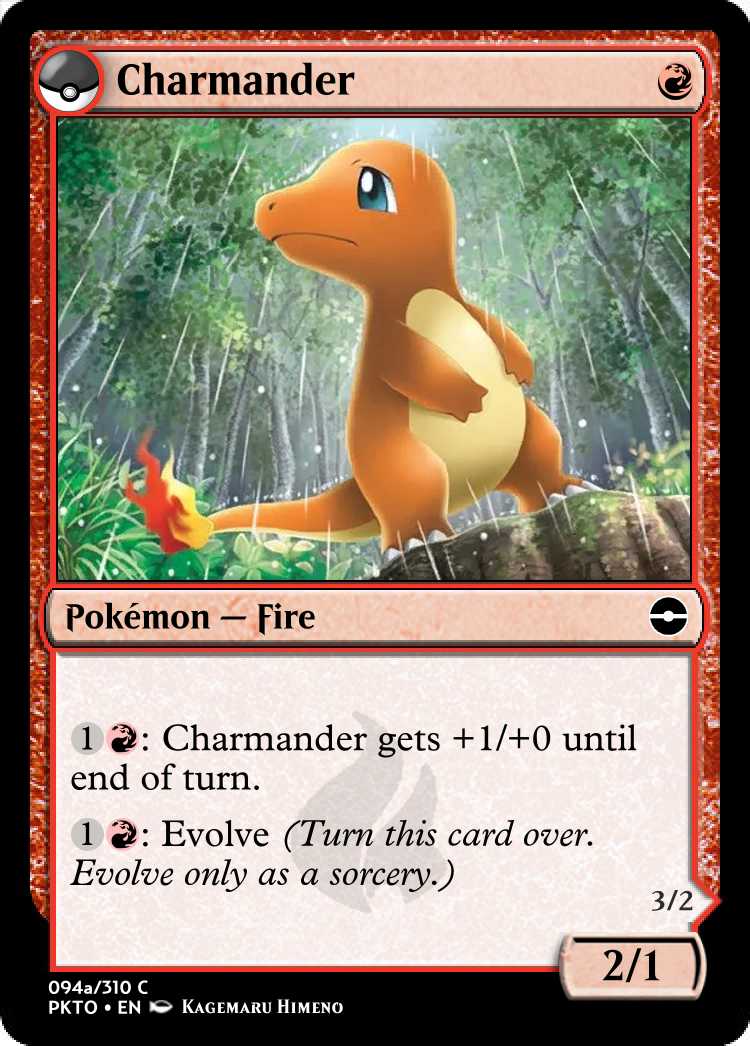 Charmander
Pokémon — Fire
1: Charmander gets +1/+0 until
end of turn.
1: Evolve (Turn this card over.
Evolve only as a sorcery.)
3/2
2/1
094a/310 C
PKTO • EN Kagemaru Himeno